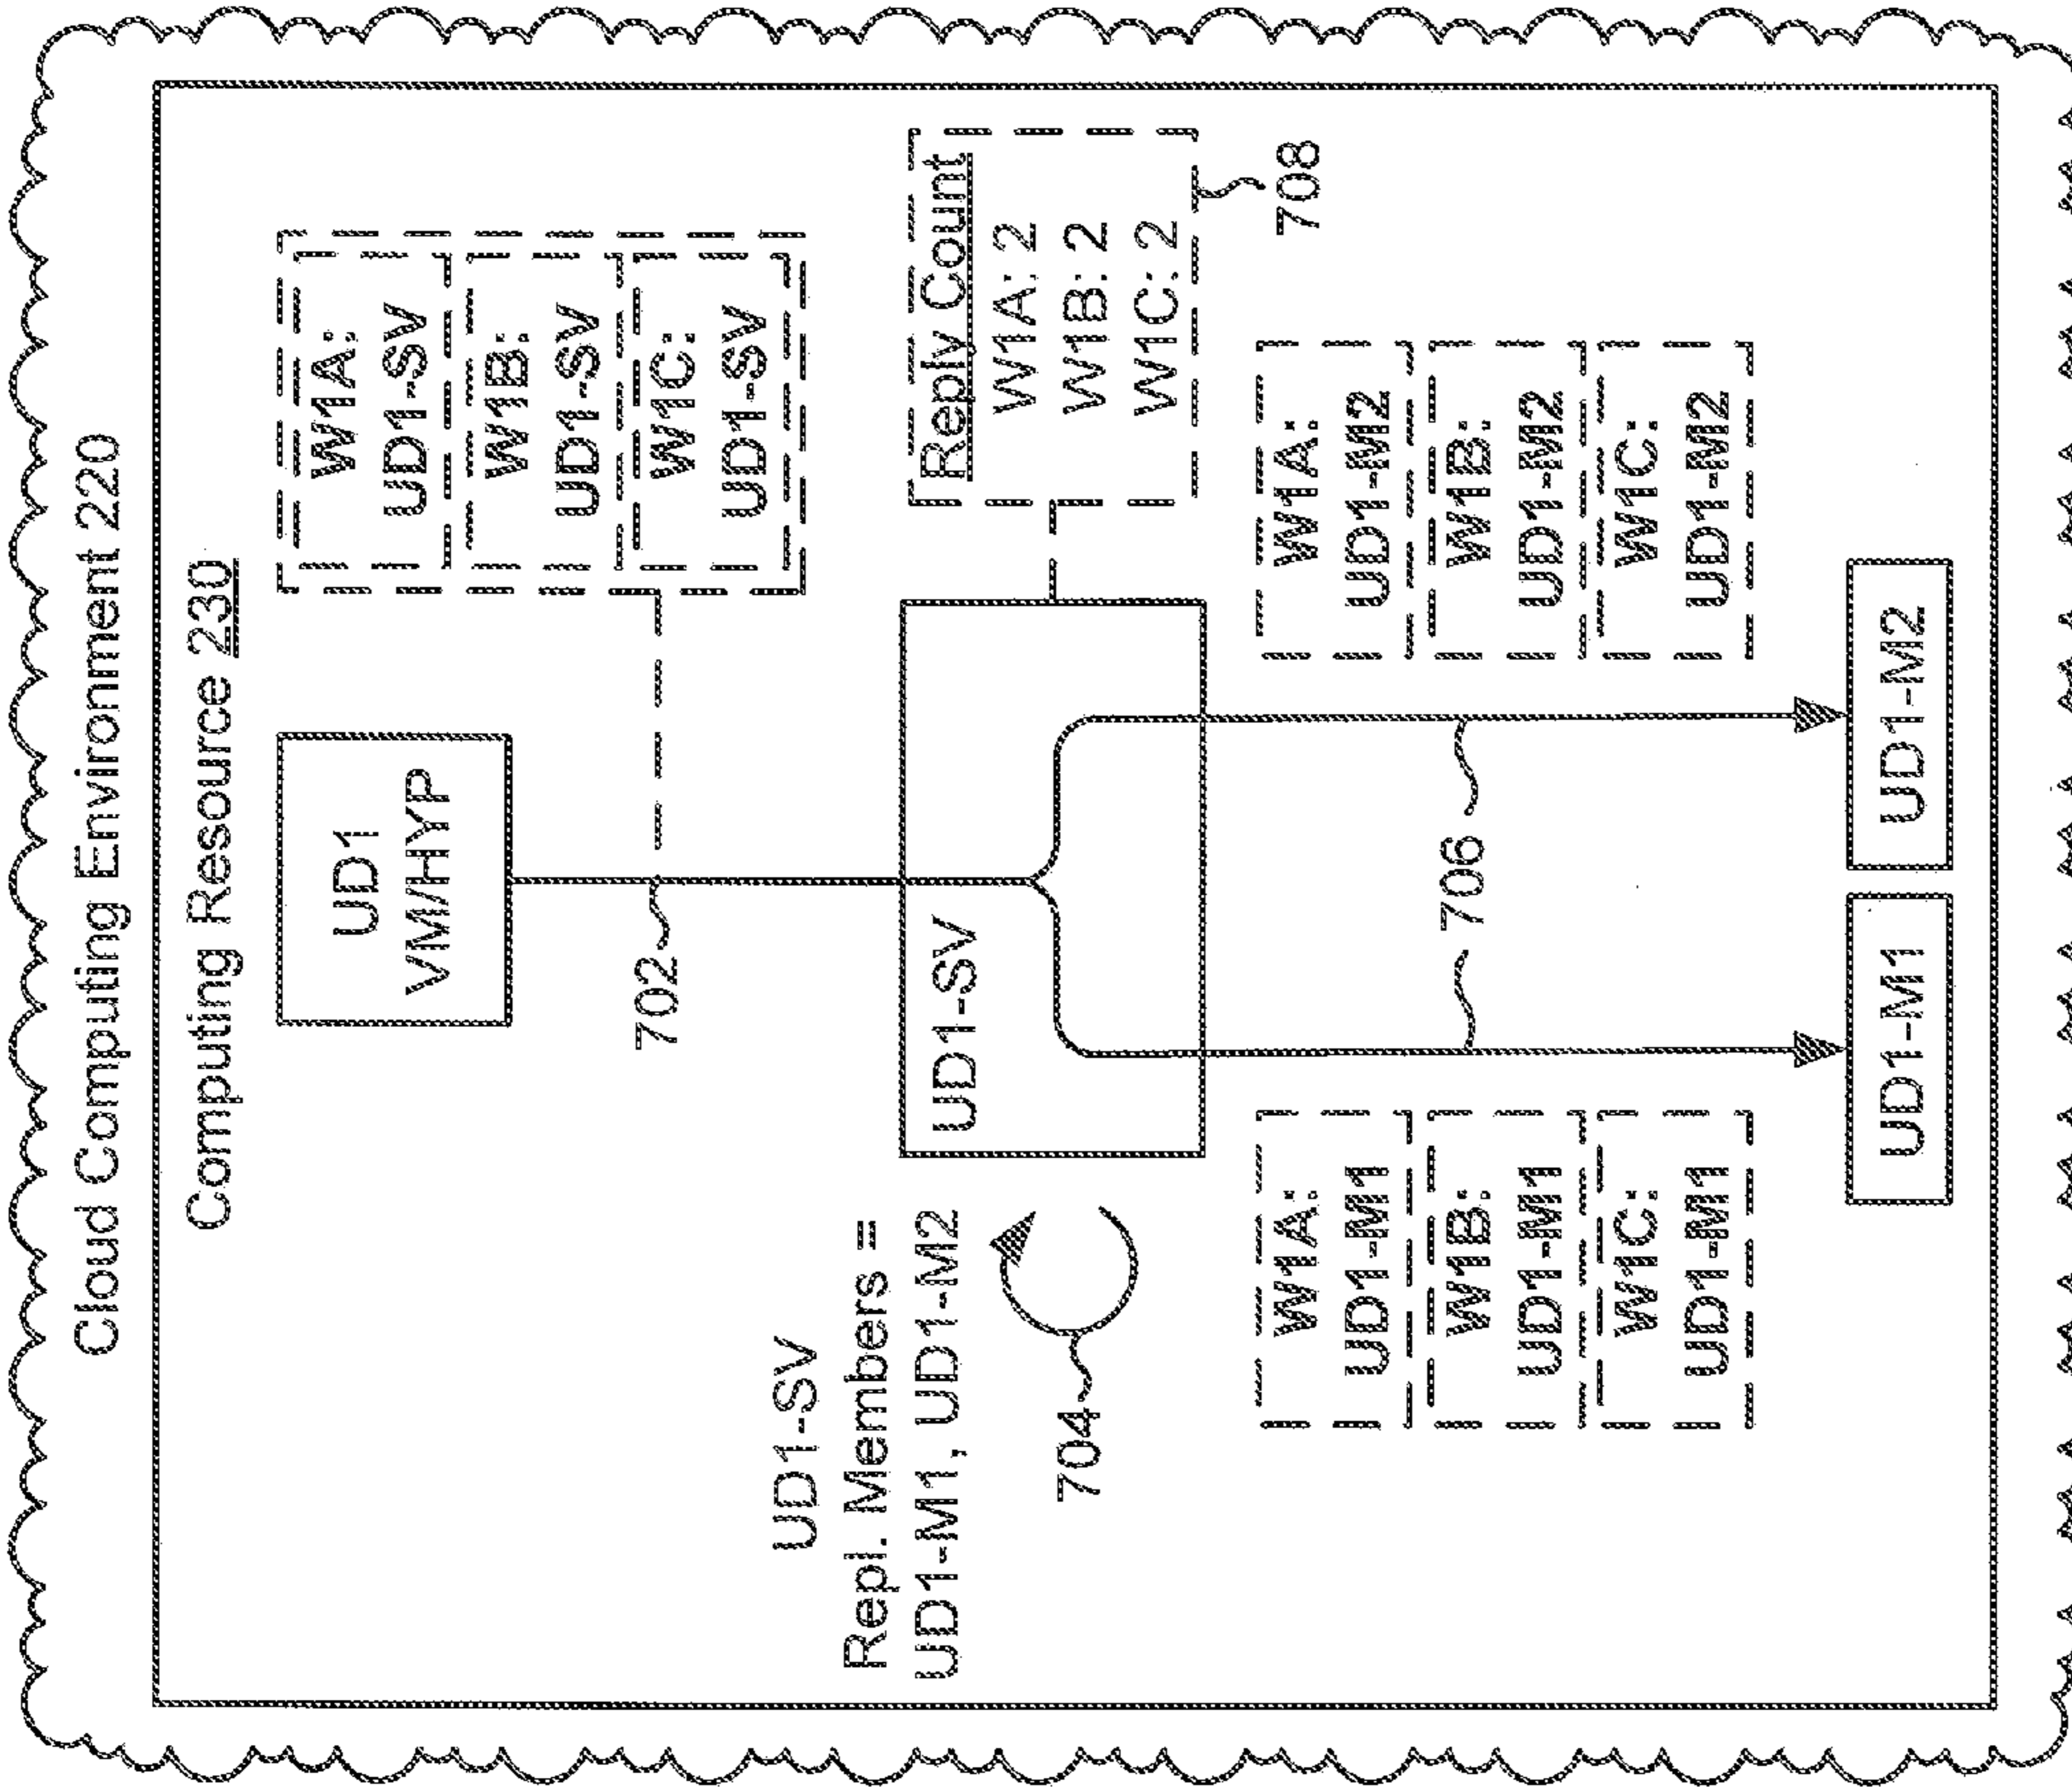 Cloud Computing Environment 220
Computing Resource 230
UD1
VM/HYP
W1A:
UD1-SV
W1B:
UD1-SV
W1C:
UD1-SV
702
UD1-SV
Repl. Members =
UD1-M1, UD1-M2
704
UD1-SV
Reply Count
W1A: 2
W1B: 2
W1C: 2
708
W1A:
UD1-M1
W1B:
UD1-M1
W1C:
UD1-M1
706
W1A:
UD1-M2
W1B:
UD1-M2
W1C:
UD1-M2
UD1-M1
UD1-M2